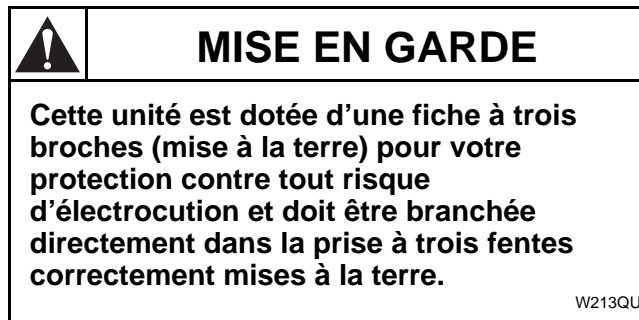 MISE EN GARDE
Cette unité est dotée d’une fiche à trois
broches (mise à la terre) pour votre
protection contre tout risque
d’électrocution et doit être branchée
directement dans la prise à trois fentes
correctement mises à la terre.
W213QU